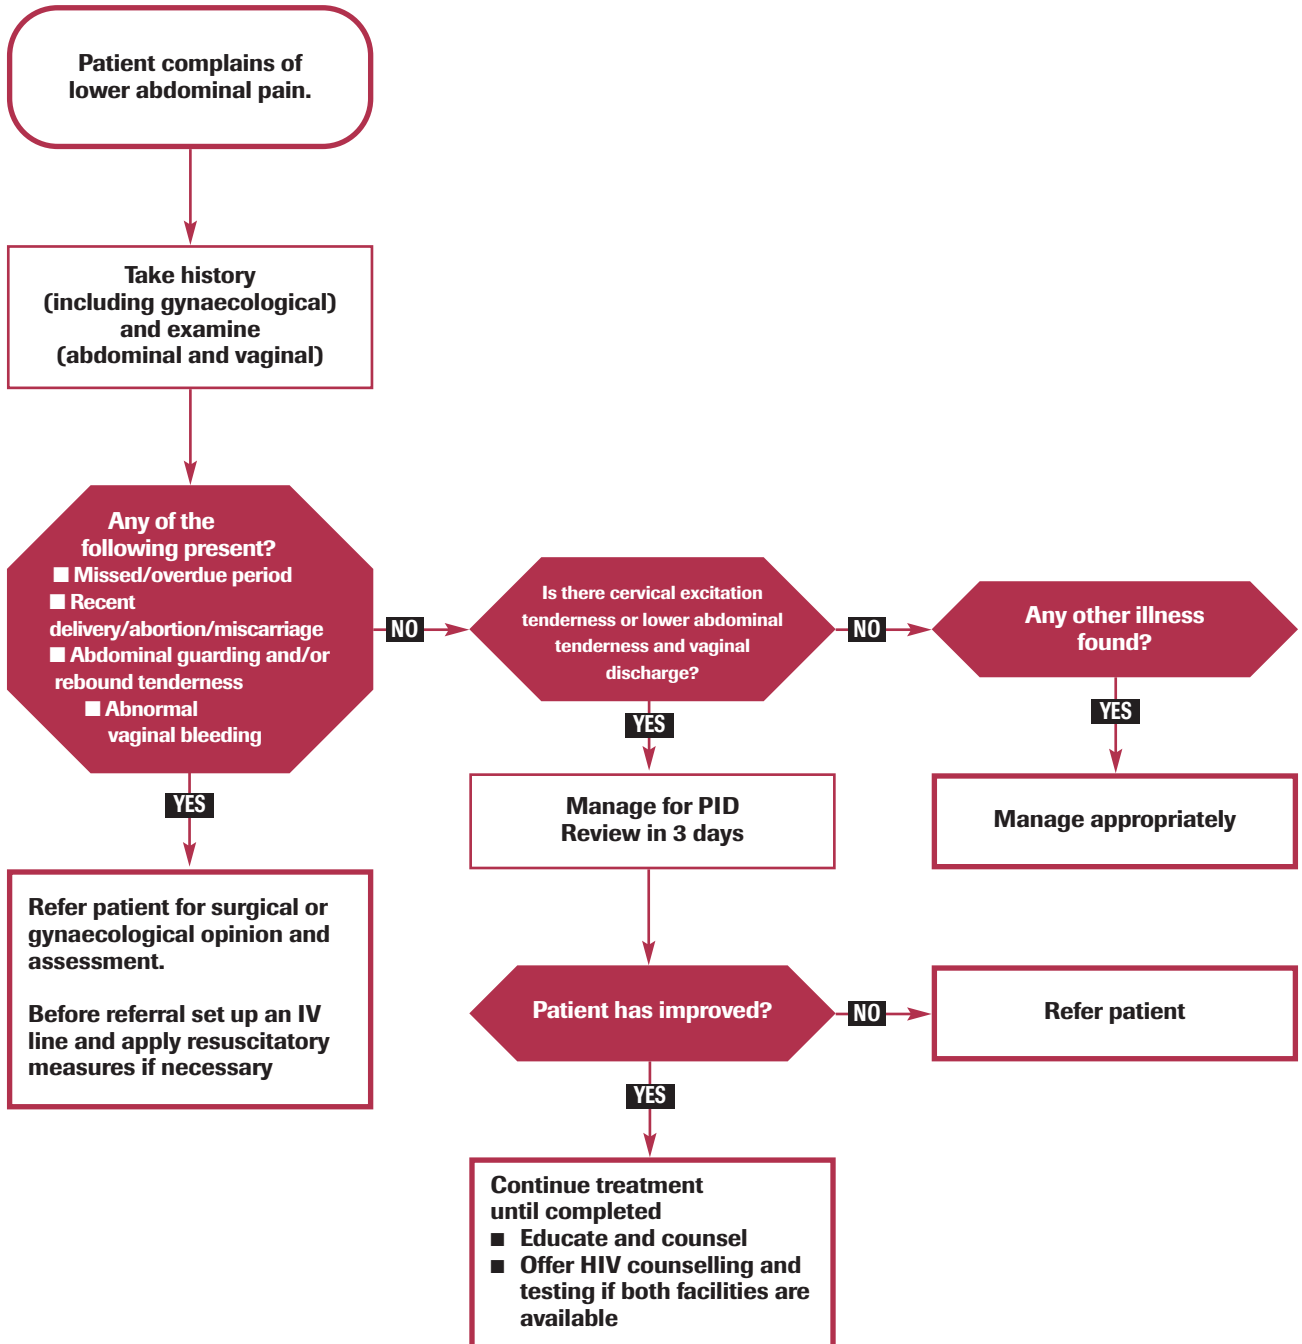 Patient complains of
lower abdominal pain.
Take history
(including gynaecological)
and examine
(abdominal and vaginal)
Any of the
following present?
■ Missed/overdue period
■ Recent
delivery/abortion/miscarriage
■ Abdominal guarding and/or
rebound tenderness
■ Abnormal
vaginal bleeding
NO
Is there cervical excitation
tenderness or lower abdominal
tenderness and vaginal
discharge?
NO
Any other illness
found?
YES
YES
YES
Manage for PID
Review in 3 days
Manage appropriately
Refer patient for surgical or
gynaecological opinion and
assessment.
Before referral set up an IV
line and apply resuscitatory
measures if necessary
Patient has improved?
NO
Refer patient
YES
Continue treatment
until completed
■ Educate and counsel
■ Offer HIV counselling and
testing if both facilities are
available